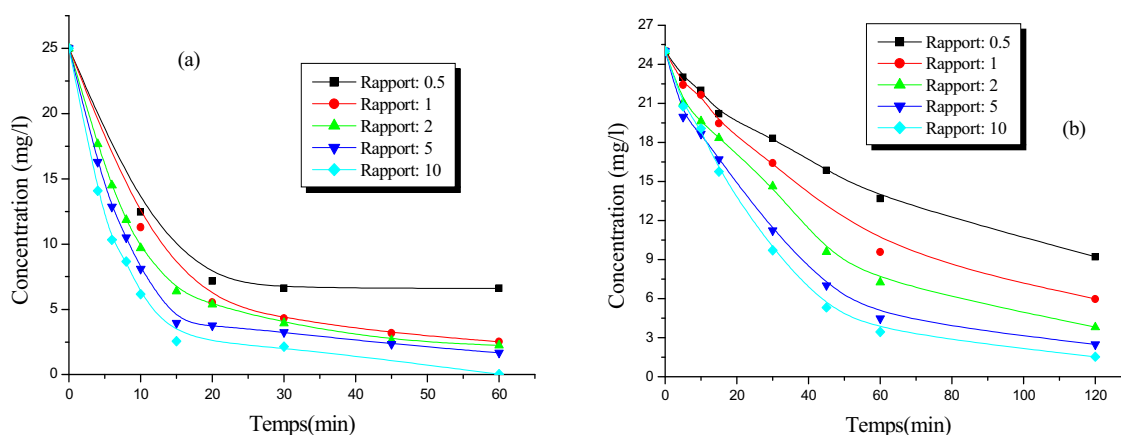 (a)
Rapport: 0.5
Rapport: 1
Rapport: 2
Rapport: 5
Rapport: 10
Concentration (mg/l)
25
20
15
10
5
0
0 10 20 30 40 50 60
Temps(min)
(b)
Rapport: 0.5
Rapport: 1
Rapport: 2
Rapport: 5
Rapport: 10
Concentration (mg/l)
27
24
21
18
15
12
9
6
3
0
0 20 40 60 80 100 120
Temps(min)